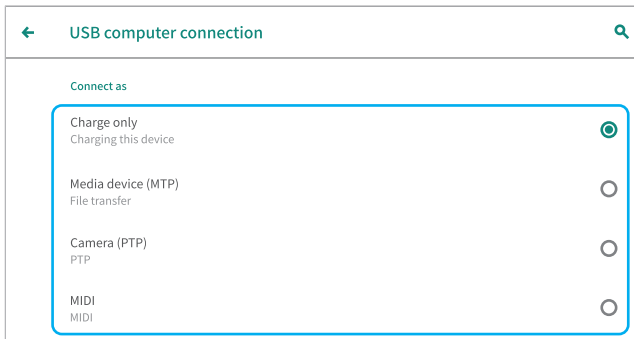 USB computer connection
Connect as
Charge only
Charging this device
Media device (MTP)
File transfer
Camera (PTP)
PTP
MIDI
MIDI